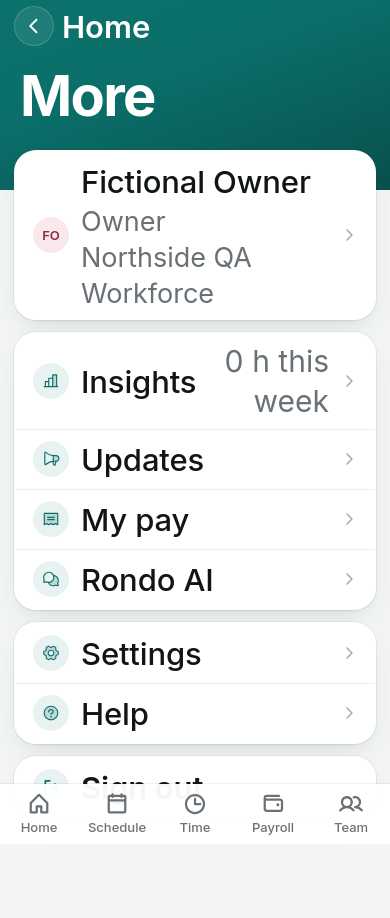 Home
More
FO
Fictional Owner
Owner
Northside QA
Workforce
Insights
0 h this
week
Updates
My pay
Rondo AI
Settings
Help
Sign out
Home
Schedule
Time
Payroll
Team